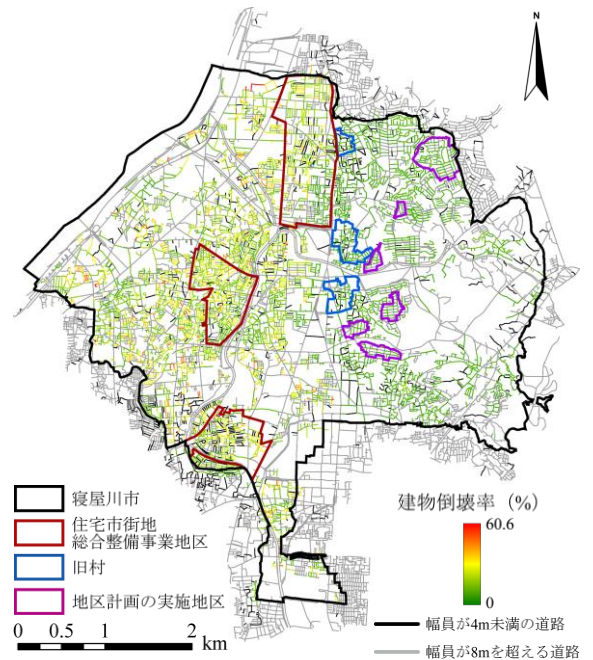 N
寝屋川市
住宅市街地
総合整備事業地区
旧村
地区計画の実施地区
0 0.5 1 2 km
建物倒壊率（%）
60.6
0
幅員が4m未満の道路
幅員が8mを超える道路